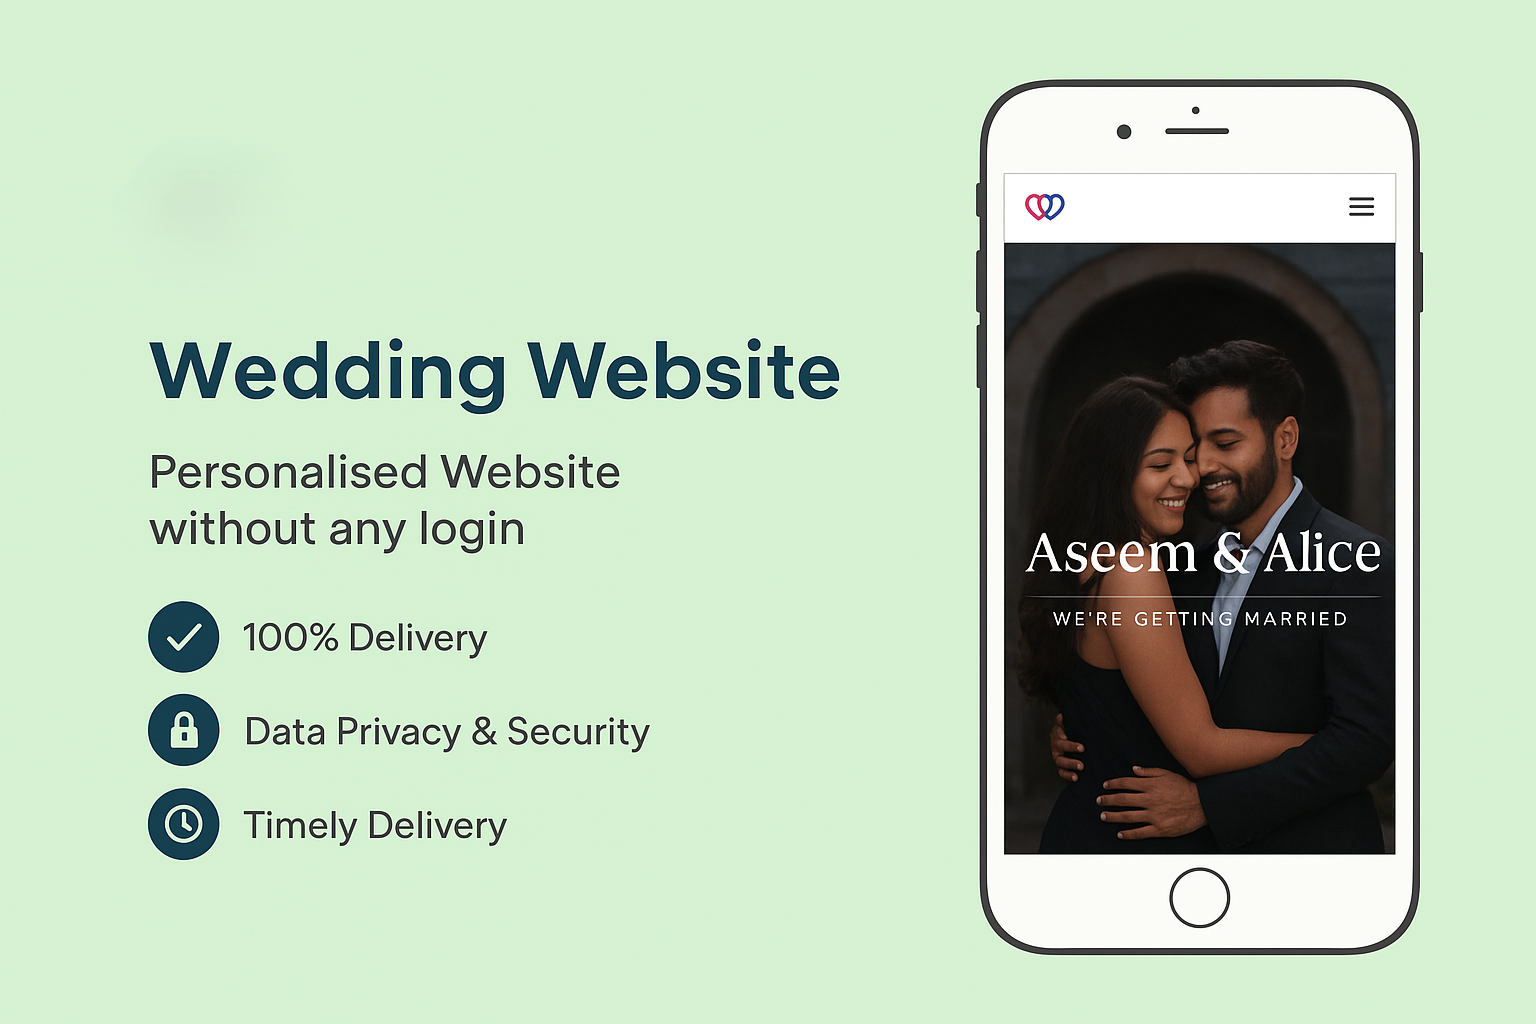 Wedding Website
Personalised Website
without any login
100% Delivery
Data Privacy & Security
Timely Delivery
Aseem & Alice
WE'RE GETTING MARRIED